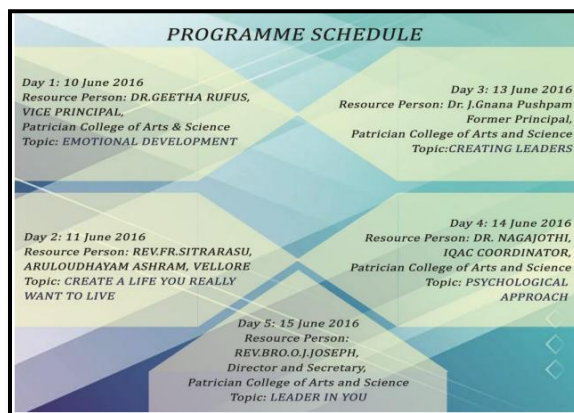 PROGRAMME SCHEDULE
Day 1: 10 June 2016
Resource Person: DR.GEETHA RUFUS,
VICE PRINCIPAL,
Patrician College of Arts & Science
Topic: EMOTIONAL DEVELOPMENT
Day 2: 11 June 2016
Resource Person: REV.FR.SITRARASU,
ARULOUDHAYAM ASHRAM, VELLORE
Topic: CREATE A LIFE YOU REALLY
WANT TO LIVE
Day 3: 13 June 2016
Resource Person: Dr. J.Gnana Pushpam
Former Principal,
Patrician College of Arts and Science
Topic:CREATING LEADERS
Day 4: 14 June 2016
Resource Person: DR. NAGAJOTHI,
IQAC COORDINATOR,
Patrician College of Arts and Science
Topic: PSYCHOLOGICAL
APPROACH
Day 5: 15 June 2016
Resource Person:
REV.BRO.O.J.JOSEPH,
Director and Secretary,
Patrician College of Arts and Science
Topic: LEADER IN YOU